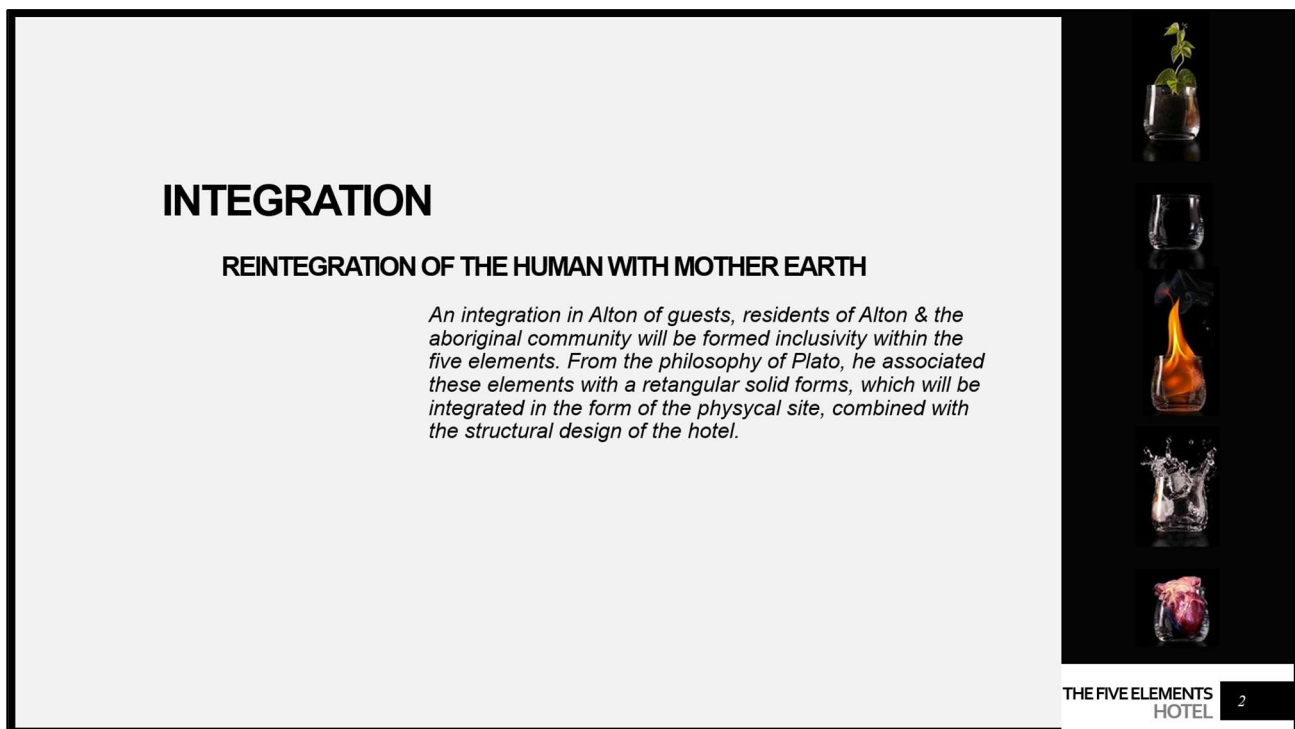 INTEGRATION
REINTEGRATION OF THE HUMAN WITH MOTHER EARTH
An integration in Alton of guests, residents of Alton & the
aboriginal community will be formed inclusivity within the
five elements. From the philosophy of Plato, he associated
these elements with a retangular solid forms, which will be
integrated in the form of the physycal site, combined with
the structural design of the hotel.
THE FIVE ELEMENTS
HOTEL
2